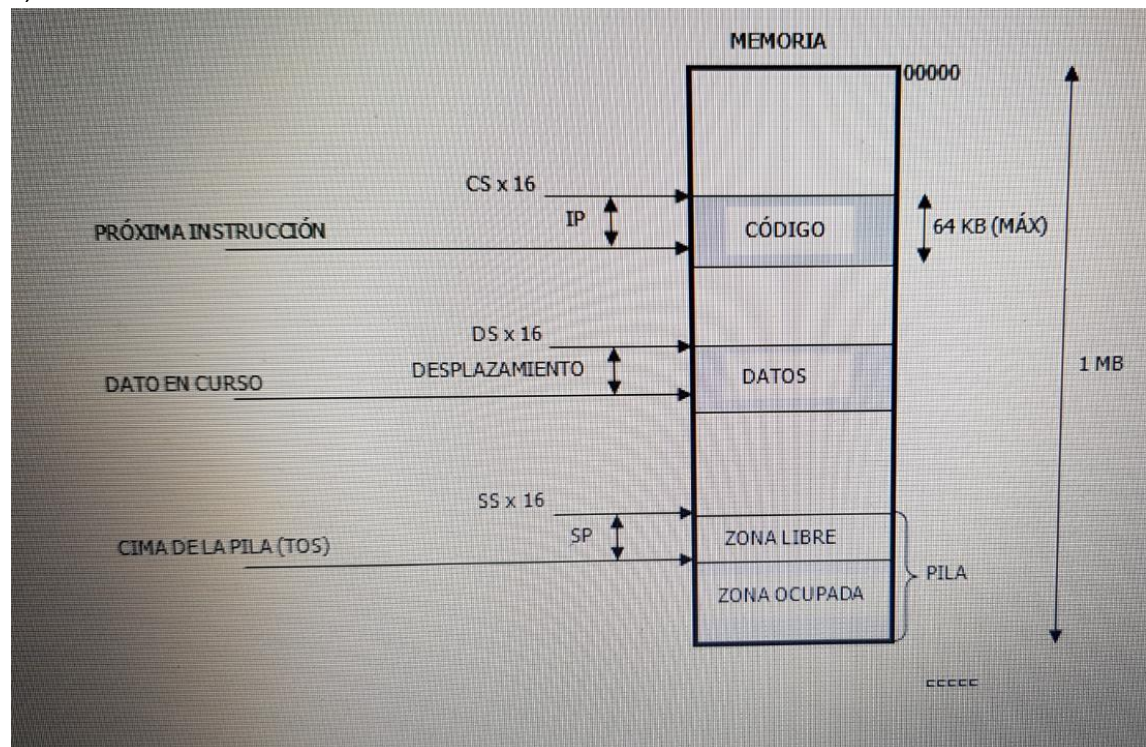 MEMORIA
00000
CS x 16
IP
PRÓXIMA INSTRUCCIÓN
CÓDIGO
64 KB (MÁX)
DS x 16
DESPLAZAMIENTO
DATO EN CURSO
DATOS
1 MB
SS x 16
SP
CIMA DE LA PILA (TOS)
ZONA LIBRE
PILA
ZONA OCUPADA